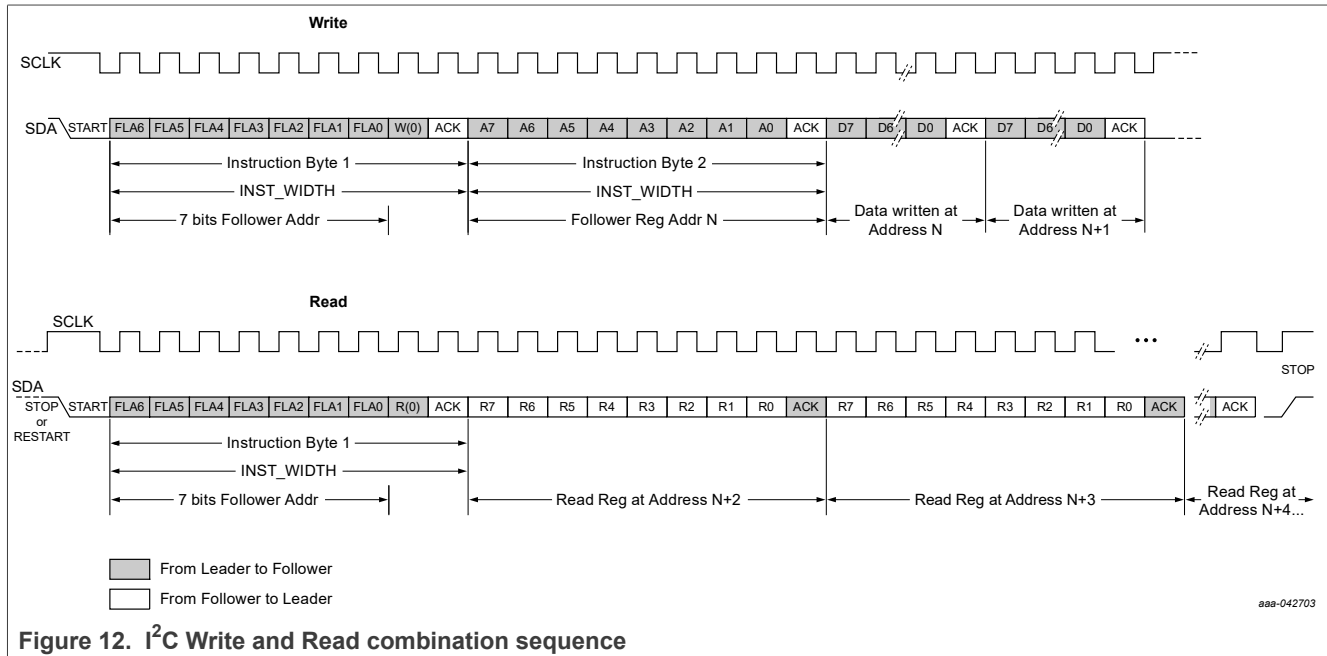 Write
SCLK
SDA START FLA6 FLA5 FLA4 FLA3 FLA2 FLA1 FLA0 W(0) ACK A7 A6 A5 A4 A3 A2 A1 A0 ACK D7 D6 D0 ACK D7 D6 D0 ACK
Instruction Byte 1 Instruction Byte 2
INST_WIDTH INST_WIDTH
7 bits Follower Addr Follower Reg Addr N Data written at Address N Data written at Address N+1
Read
SCLK
STOP
SDA
STOP or RESTART START FLA6 FLA5 FLA4 FLA3 FLA2 FLA1 FLA0 R(0) ACK R7 R6 R5 R4 R3 R2 R1 R0 ACK R7 R6 R5 R4 R3 R2 R1 R0 ACK ACK
Instruction Byte 1
INST_WIDTH
7 bits Follower Addr Read Reg at Address N+2 Read Reg at Address N+3 Read Reg at Address N+4...
From Leader to Follower
From Follower to Leader
aaa-042703
Figure 12. I²C Write and Read combination sequence